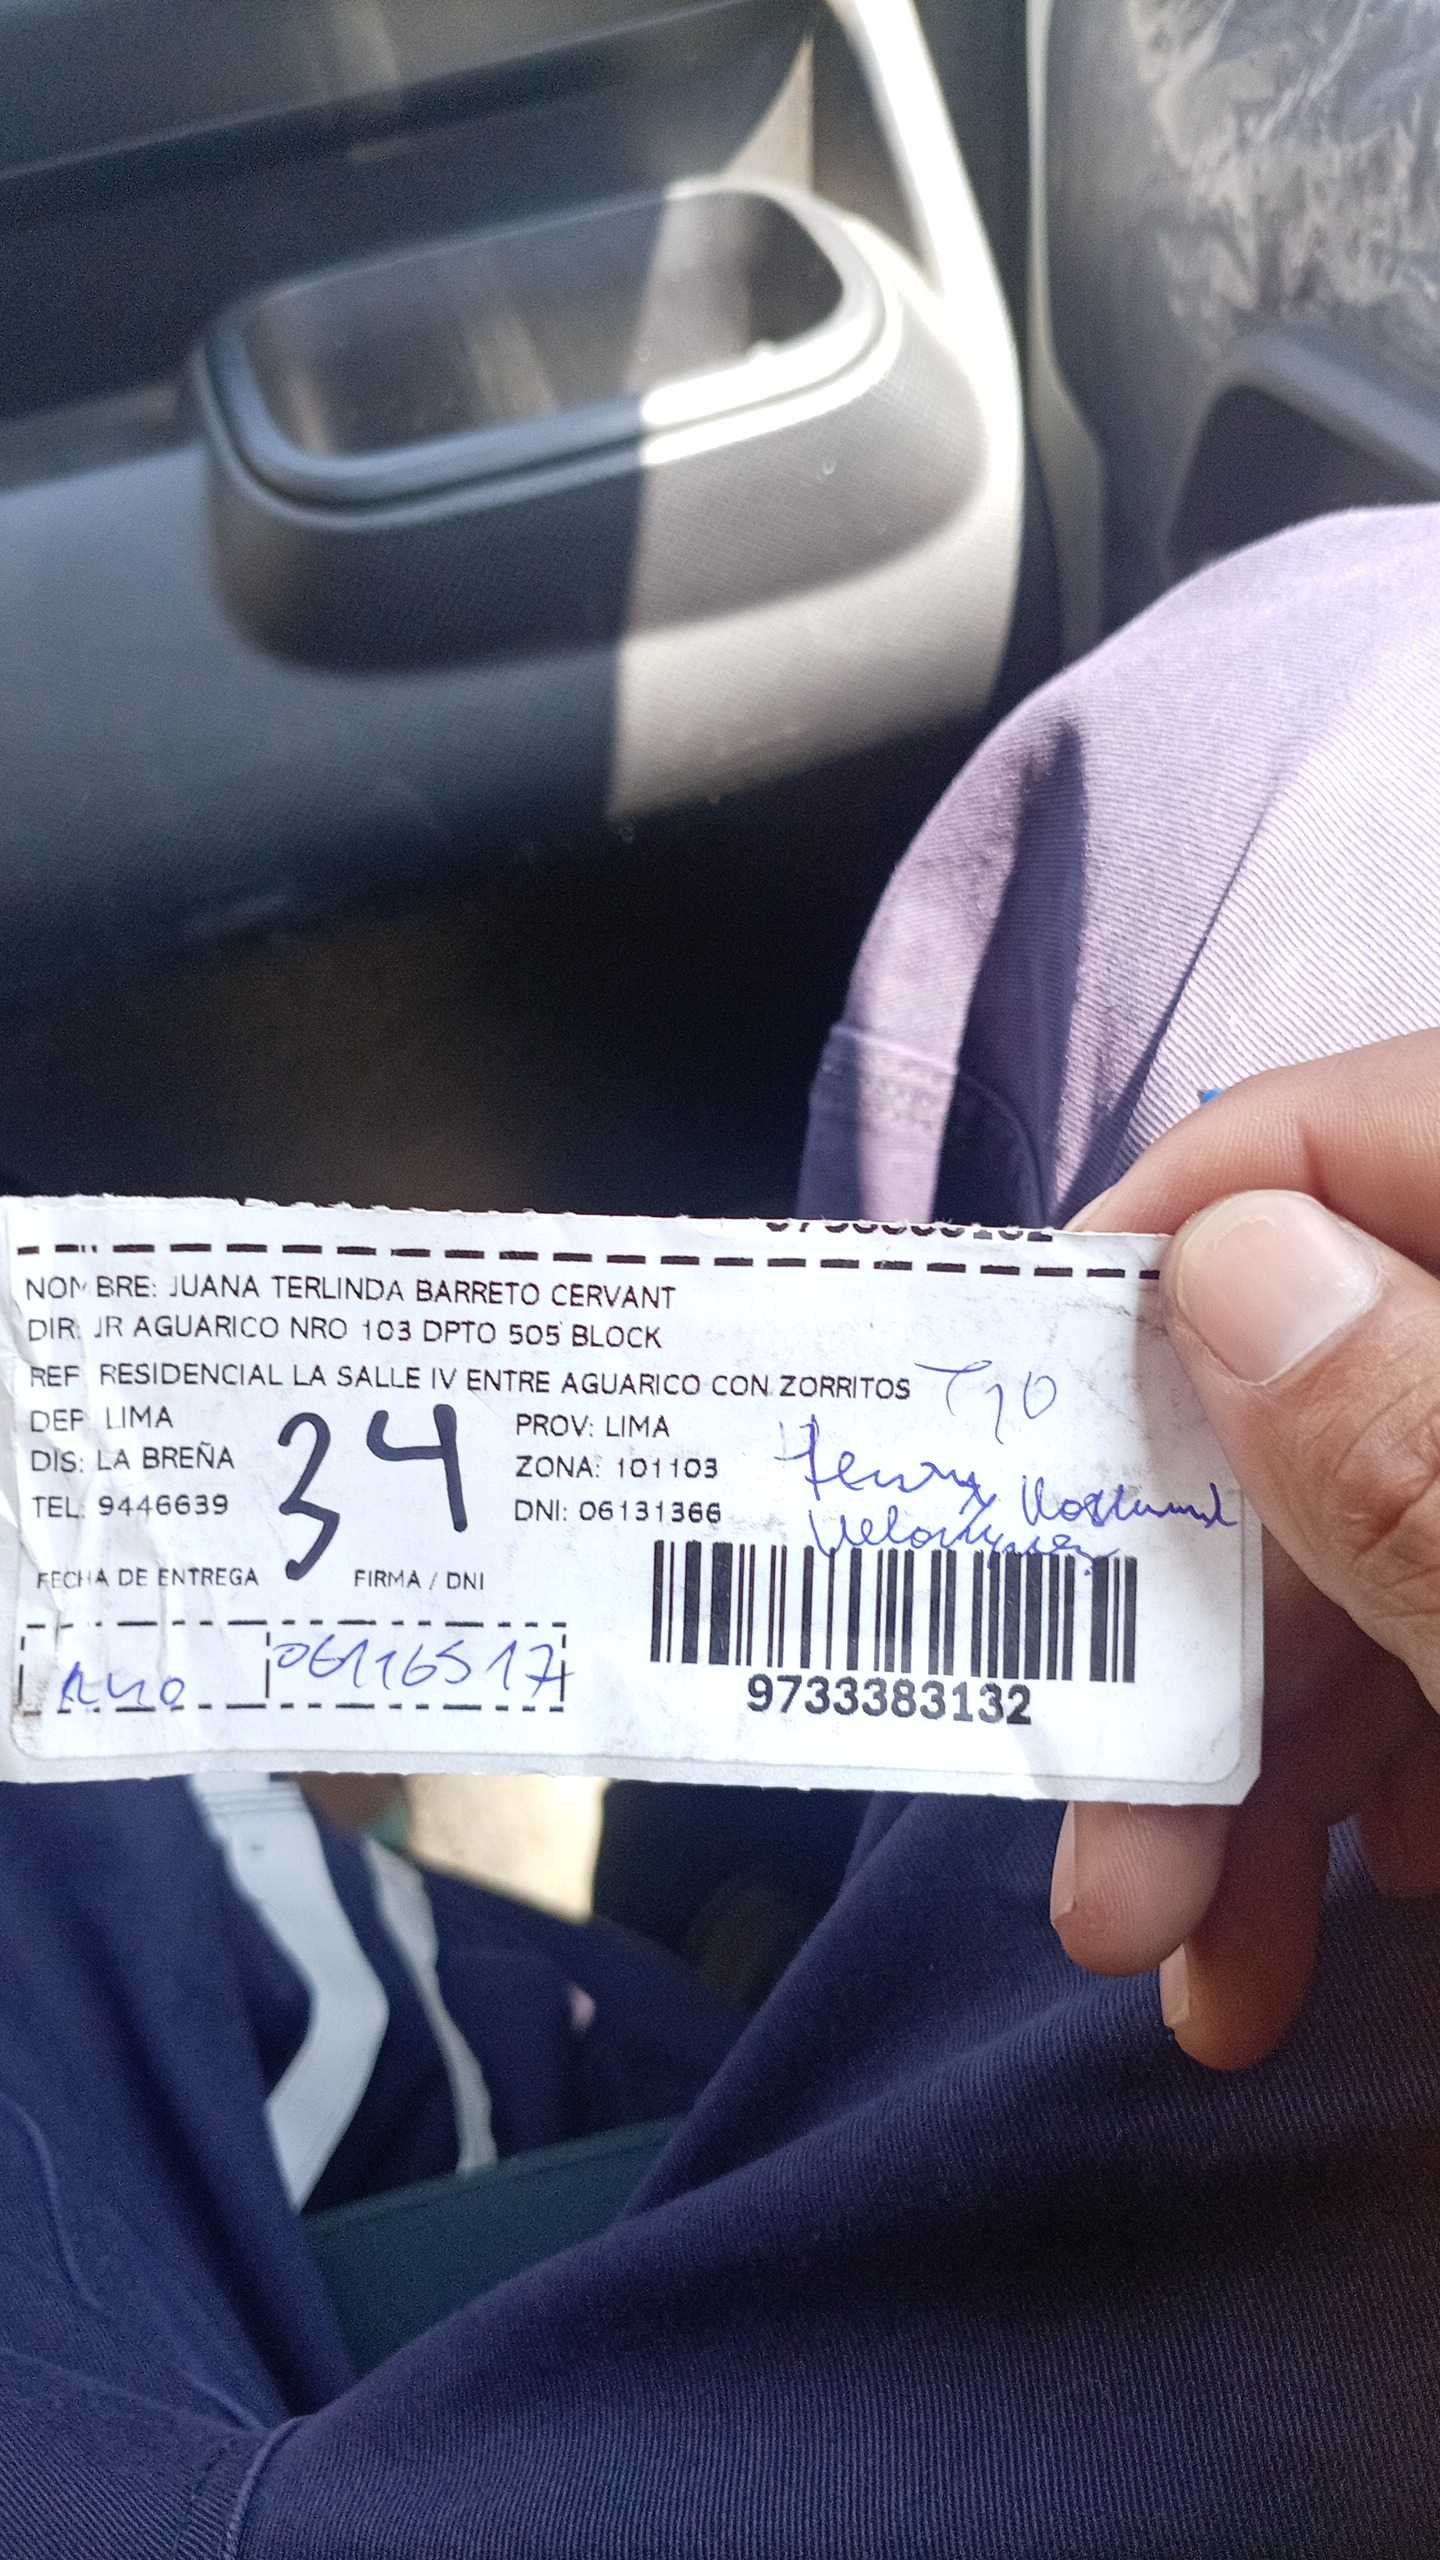 NOMBRE: JUANA TERLINDA BARRETO CERVANT
DIR: JR AGUARICO NRO 103 DPTO 505 BLOCK
REF: RESIDENCIAL LA SALLE IV ENTRE AGUARICO CON ZORRITOS
DEP: LIMA
PROV: LIMA
DIS: LA BREÑA
34
ZONA: 101103
TEL: 9446639
DNI: 06131366
Henry
FECHA DE ENTREGA
FIRMA / DNI
06116517
9733383132